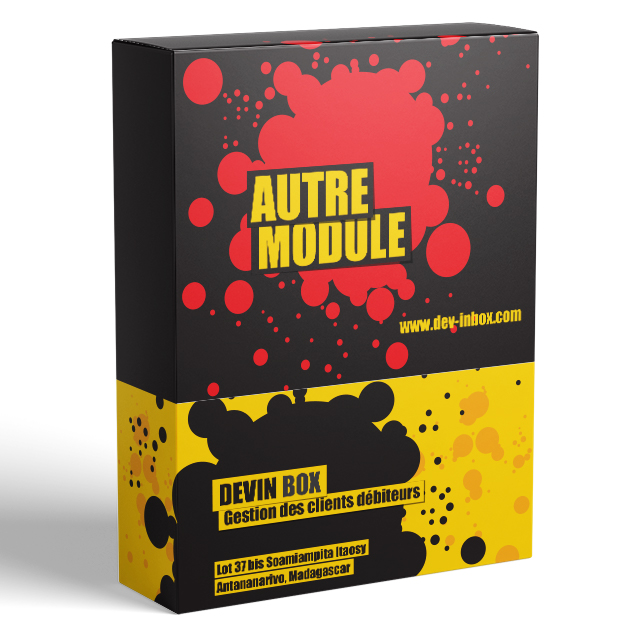 AUTRE
MODULE
www.dev-inbox.com
DEVIN BOX
Gestion des clients débiteurs
Lot 37 bis Soamiampita Itaosy
Antananarivo, Madagascar